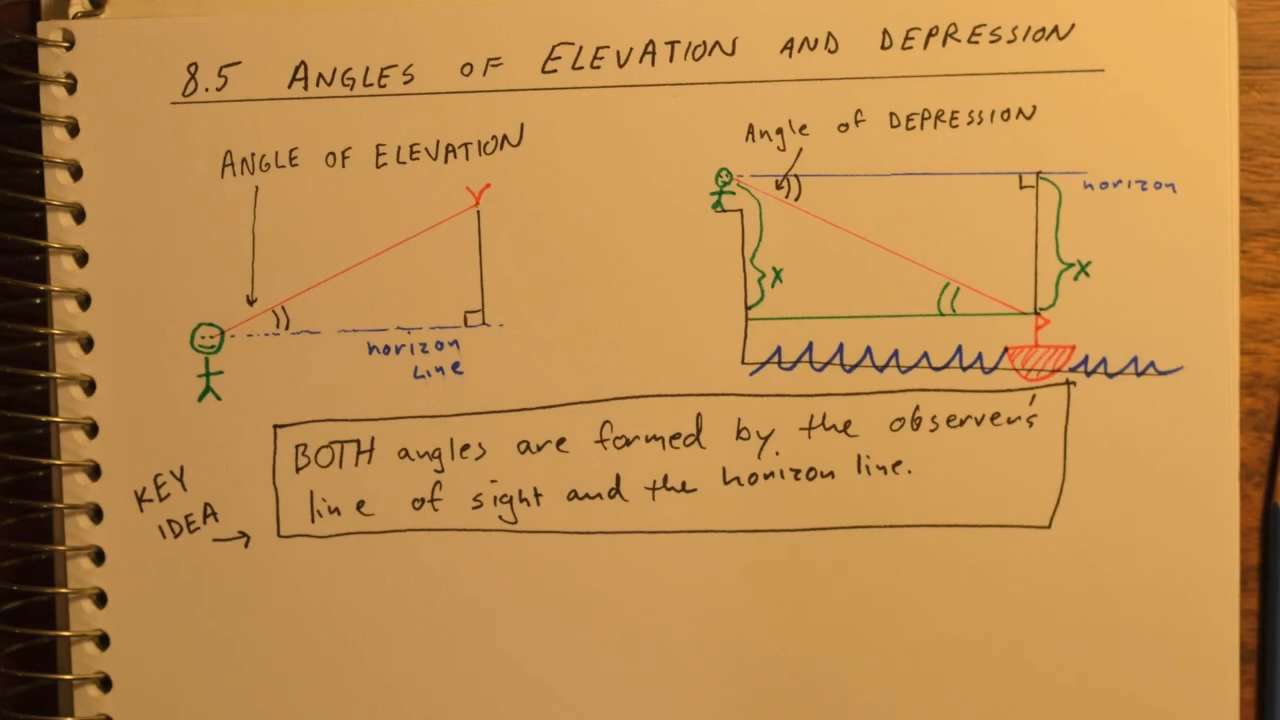 8.5 ANGLES OF ELEVATION AND DEPRESSION
ANGLE OF ELEVATION
horizon
Line
Angle of DEPRESSION
horizon
X
X
KEY
IDEA
BOTH angles are formed by the observer's
line of sight and the horizon line.